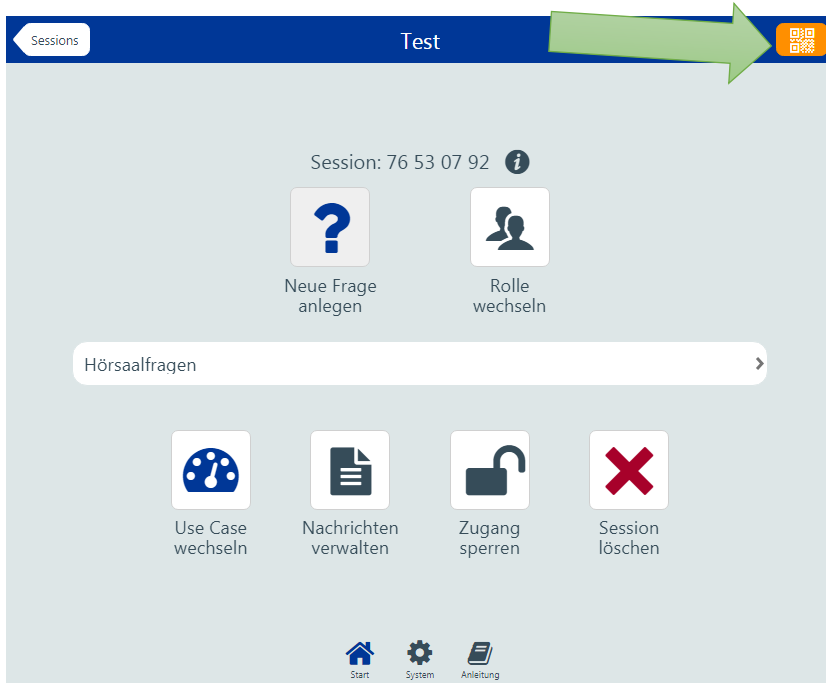 Sessions
Test
Session: 76 53 07 92
Neue Frage
anlegen
Rolle
wechseln
Hörsaalfragen
Use Case
wechseln
Nachrichten
verwalten
Zugang
sperren
Session
löschen
Start
System
Anleitung